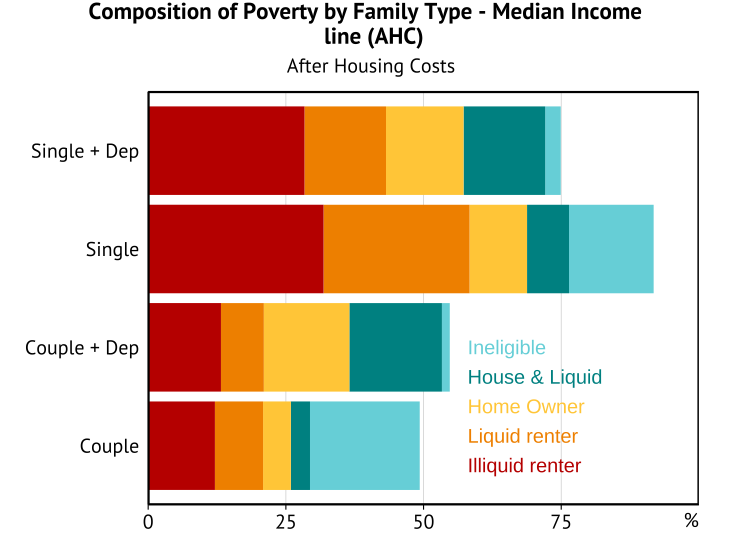 Composition of Poverty by Family Type - Median Income
line (AHC)
After Housing Costs
Single + Dep
Single
Couple + Dep
Couple
Ineligible
House & Liquid
Home Owner
Liquid renter
Illiquid renter
0 25 50 75 %